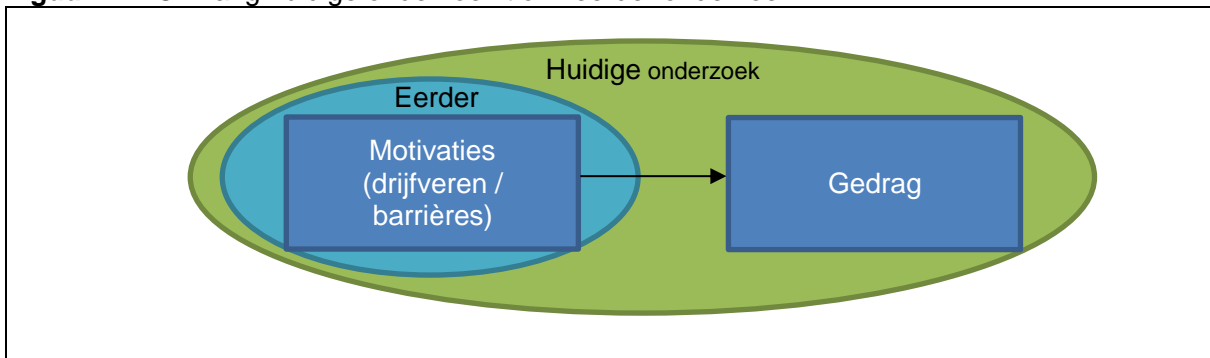 Huidige onderzoek
Eerder
Motivaties
(drijfveren /
barrières)
Gedrag